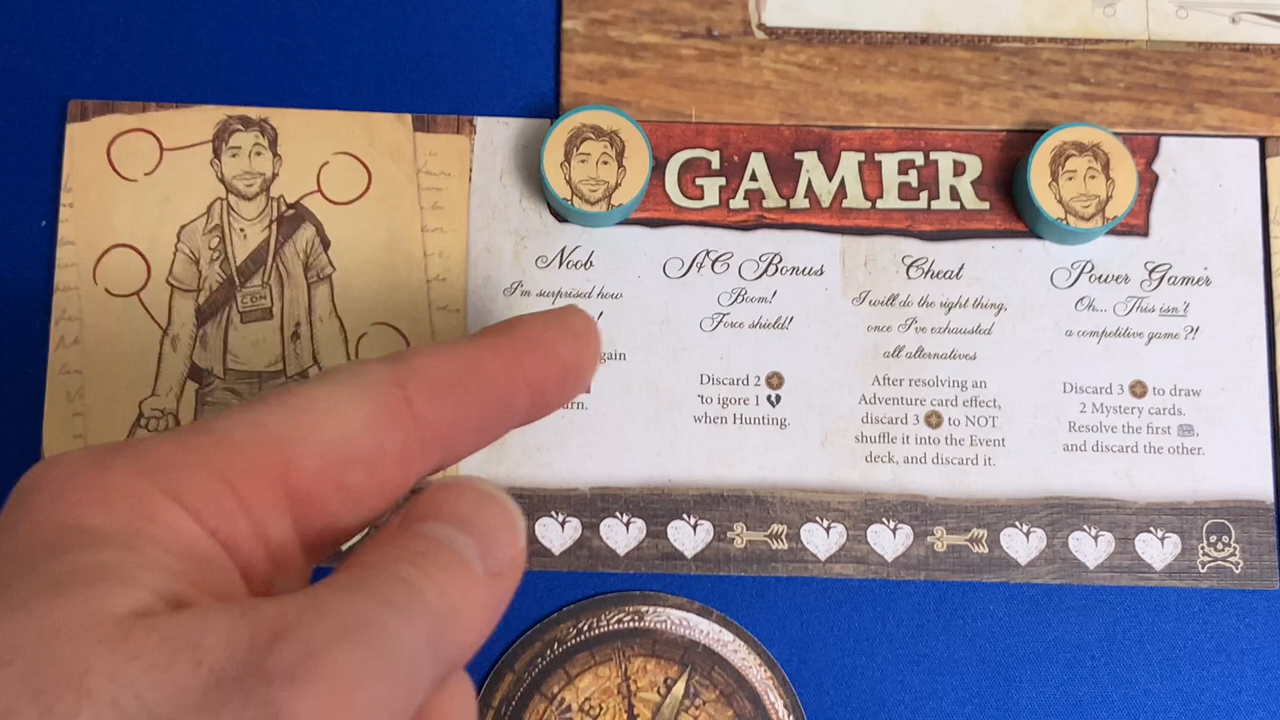 GAMER
CON
Noob
I'm surprised how
!
gain
urn.
A.C Bonus
Boom!
Force shield!
Discard 2
to igore 1
when Hunting.
Cheat
I will do the right thing,
once I've exhausted
all alternatives
After resolving an
Adventure card effect,
discard 3 to NOT
shuffle it into the Event
deck, and discard it.
Power Gamer
Oh... This isn't
a competitive game ?!
Discard 3 to draw
2 Mystery cards.
Resolve the first ,
and discard the other.